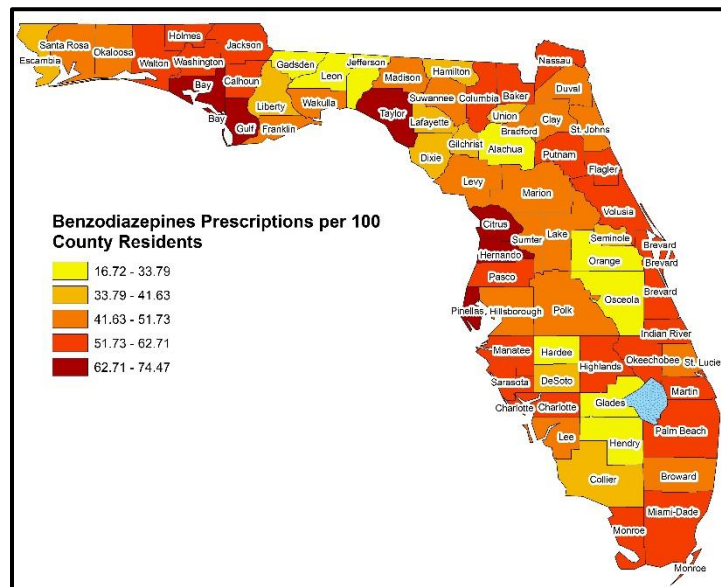 Holmes
Jackson
Santa Rosa
Okaloosa
Escambia
Walton
Washington
Gadsden
Jefferson
Hamilton
Nassau
Leon
Madison
Bay
Calhoun
Baker
Duval
Liberty
Wakulla
Suwannee
Columbia
Taylor
Union
Bay
Gulf
Franklin
Lafayette
Bradford
Clay
St. Johns
Gilchrist
Alachua
Putnam
Dixie
Flagler
Levy
Marion
Volusia
Benzodiazepines Prescriptions per 100
County Residents
Citrus
Lake
Sumter
Seminole
Brevard
Hernando
Orange
Brevard
16.72 - 33.79
Pasco
33.79 - 41.63
Osceola
Brevard
41.63 - 51.73
Pinellas
Hillsborough
Polk
51.73 - 62.71
Indian River
62.71 - 74.47
Manatee
Hardee
Highlands
Okeechobee
St. Lucie
Sarasota
DeSoto
Martin
Charlotte
Charlotte
Glades
Palm Beach
Lee
Hendry
Collier
Broward
Miami-Dade
Monroe
Monroe